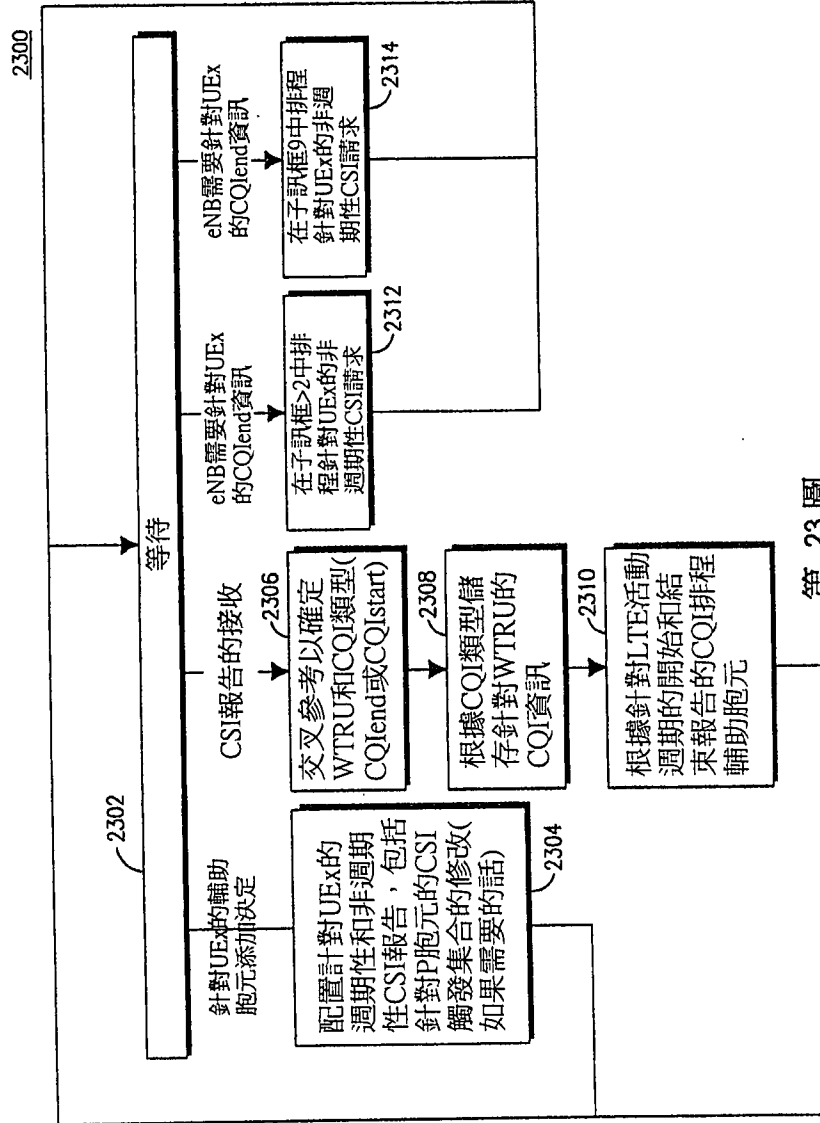 2300
等待
2302
針對UEx的輔助
胞元添加決定
配置計對UEx的
週期性和非週期
性CSI報告，包括
針對P胞元的CSI
觸發集合的修改(
如果需要的話)
2304
CSI報告的接收
交叉參考以確定
WTRU和CQI類型(
CQIend或CQIstart)
2306
根據CQI類型儲
存針對WTRU的
CQI資訊
2308
根據針對LTE活動
週期的開始和結
束報告的CQI排程
輔助胞元
2310
eNB需要針對UEx
的CQIend資訊
在子訊框>2中排
程針對UEx的非
週期性CSI請求
2312
eNB需要針對UEx
的CQIend資訊
在子訊框9中排程
針對UEx的非週
期性CSI請求
2314
第 23 圖